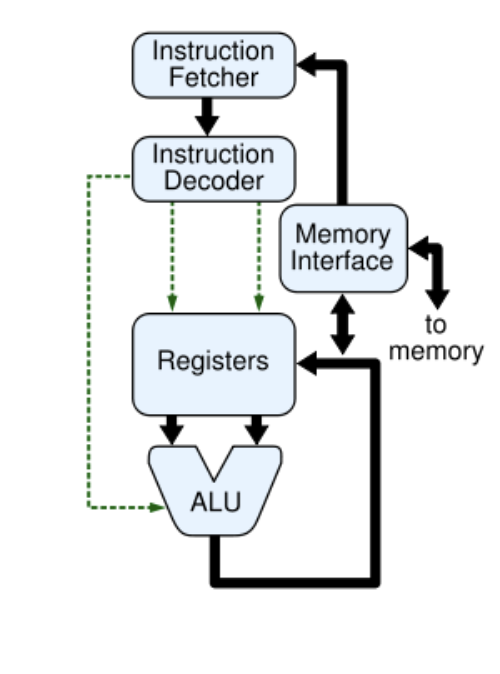 Instruction
Fetcher
Instruction
Decoder
Memory
Interface
to
memory
Registers
ALU